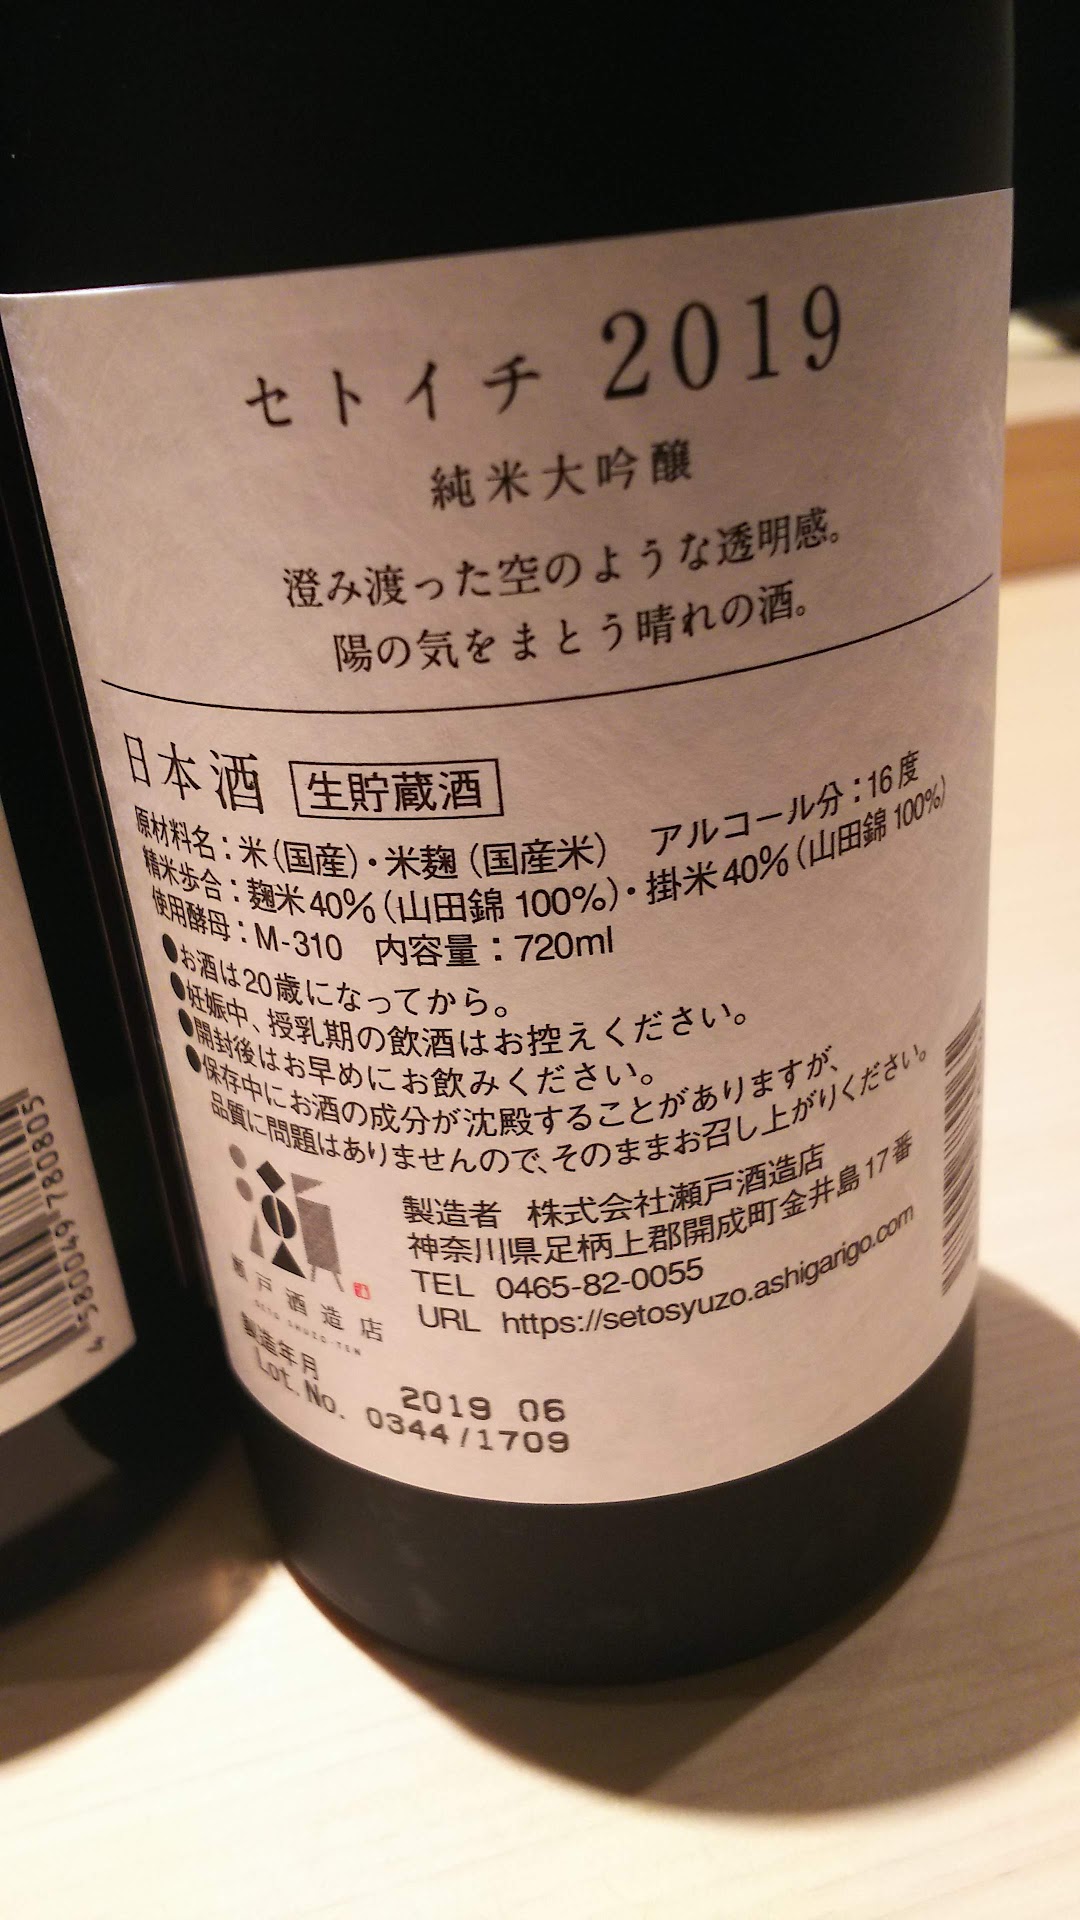 セトイチ 2019
純米大吟醸
澄み渡った空のような透明感。
陽の気をまとう晴れの酒。
日本酒 生貯蔵酒
原材料名:米(国産)・米麹(国産米) アルコール分:16度
精米歩合:麹米40%(山田錦100%)・掛米40%(山田錦100%)
使用酵母:M-310 内容量:720ml
●お酒は20歳になってから。
●妊娠中、授乳期の飲酒はお控えください。
●開封後はお早めにお飲みください。
●保存中にお酒の成分が沈殿することがありますが、
品質に問題はありませんので、そのままお召し上がりください。
製造者 株式会社瀬戸酒造店
神奈川県足柄上郡開成町金井島17番
TEL 0465-82-0055
URL https://setosyuzo.ashigarigo.com
瀬戸酒造店
SETO SHUZO-TEN
製造年月 2019 06
Lot.No. 0344/1709
4 580049 780805